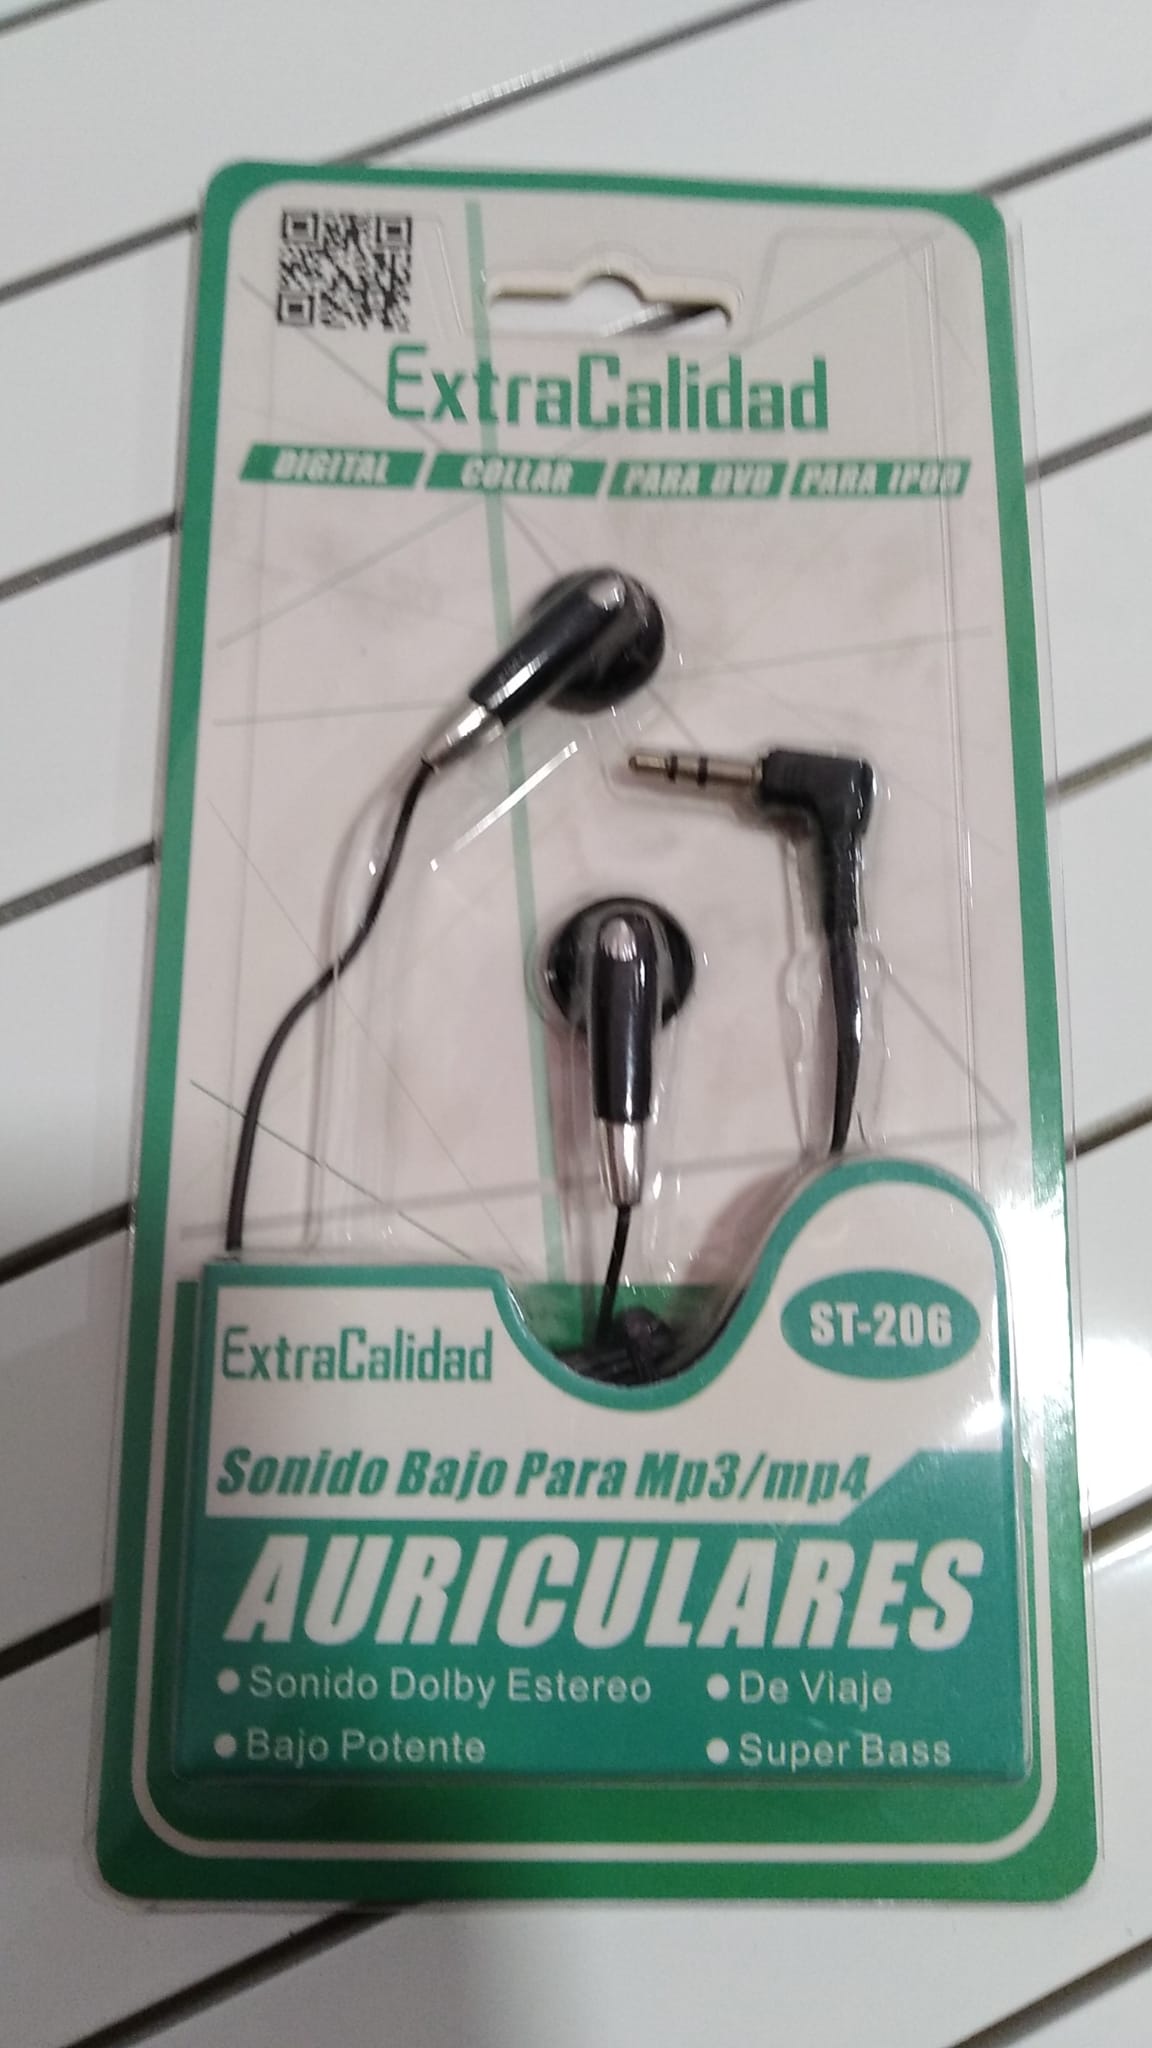 ExtraCalidad
DIGITAL COLLAR PARA DVD PARA IPOD
ExtraCalidad
ST-206
Sonido Bajo Para Mp3/mp4
AURICULARES
Sonido Dolby Estereo
De Viaje
Bajo Potente
Super Bass